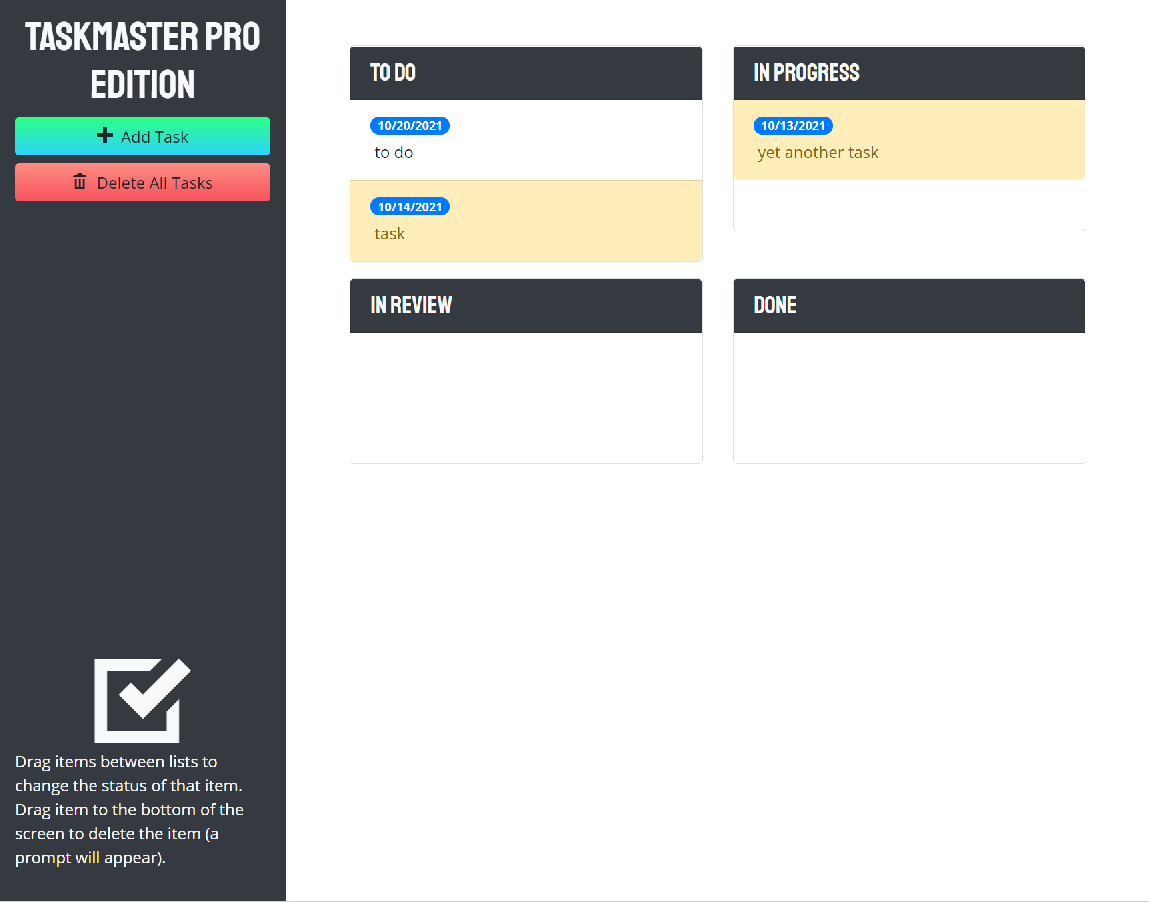 TASKMASTER PRO
EDITION
Add Task
Delete All Tasks
Drag items between lists to
change the status of that item.
Drag item to the bottom of the
screen to delete the item (a
prompt will appear).
TO DO
10/20/2021
to do
10/14/2021
task
IN PROGRESS
10/13/2021
yet another task
IN REVIEW
DONE